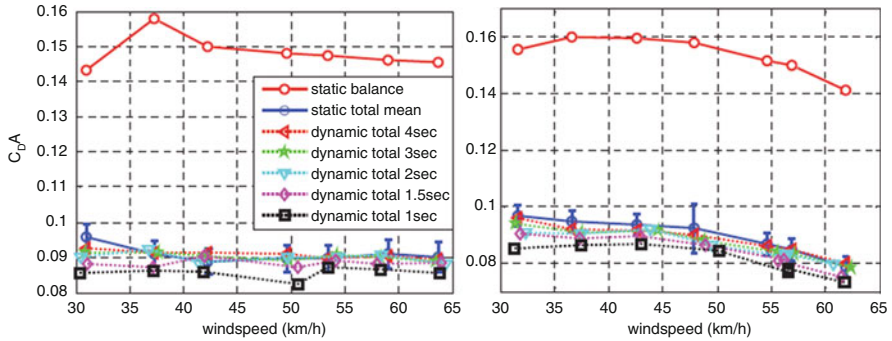 0.16
0.15
0.14
0.13
0.12
0.11
0.1
0.09
0.08
C_DA
30 35 40 45 50 55 60 65
windspeed (km/h)
static balance
static total mean
dynamic total 4sec
dynamic total 3sec
dynamic total 2sec
dynamic total 1.5sec
dynamic total 1sec
0.16
0.14
0.12
0.1
0.08
30 35 40 45 50 55 60 65
windspeed (km/h)